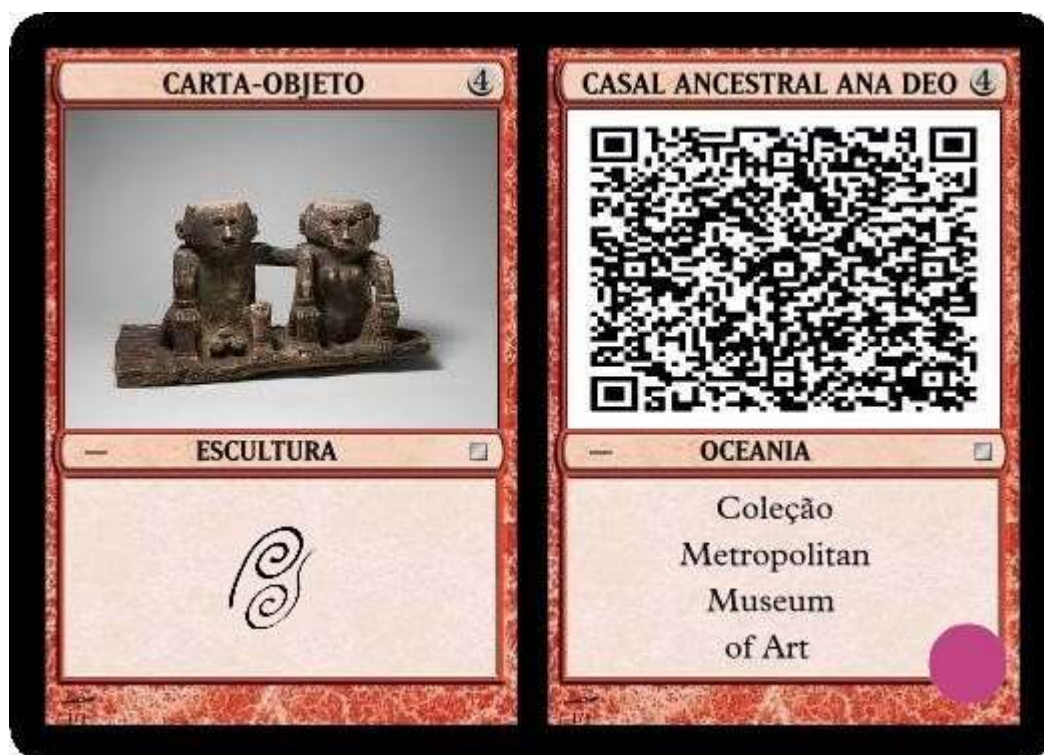 CARTA-OBJETO 4
ESCULTURA
CASAL ANCESTRAL ANA DEO 4
OCEANIA
Coleção
Metropolitan
Museum
of Art